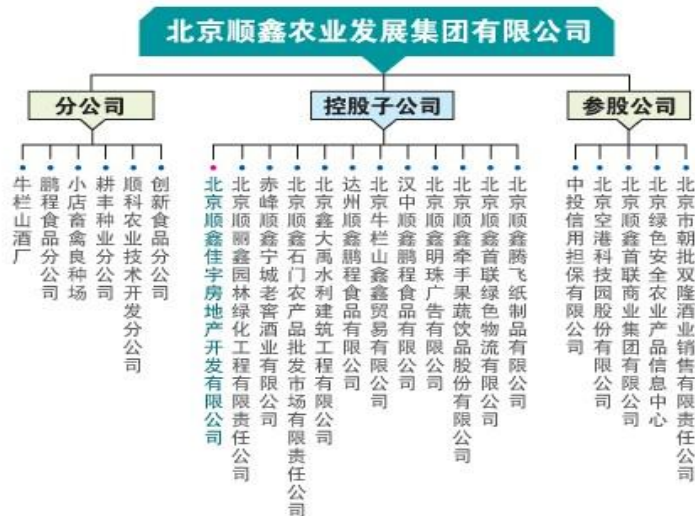 北京顺鑫农业发展集团有限公司
分公司
控股子公司
参股公司
牛栏山酒厂
鹏程食品分公司
小店畜禽良种场
耕丰种业分公司
顺科农业技术开发分公司
创新食品分公司
北京顺鑫佳宇房地产开发有限公司
北京顺丽鑫园林绿化工程有限责任公司
赤峰顺鑫宁城老窖酒业有限公司
北京顺鑫石门农产品批发市场有限责任公司
北京鑫大禹水利建筑工程有限公司
达州顺鑫鹏程食品有限公司
北京牛栏山鑫鑫贸易有限公司
汉中顺鑫鹏程食品有限公司
北京顺鑫明珠广告有限公司
北京顺鑫牵手果蔬饮品股份有限公司
北京顺鑫首联绿色物流有限公司
北京顺鑫腾飞纸制品有限公司
中投信用担保有限公司
北京空港科技园股份有限公司
北京顺鑫首联商业集团有限公司
北京绿色安全农业产品信息中心
北京市朝批双隆酒业销售有限责任公司